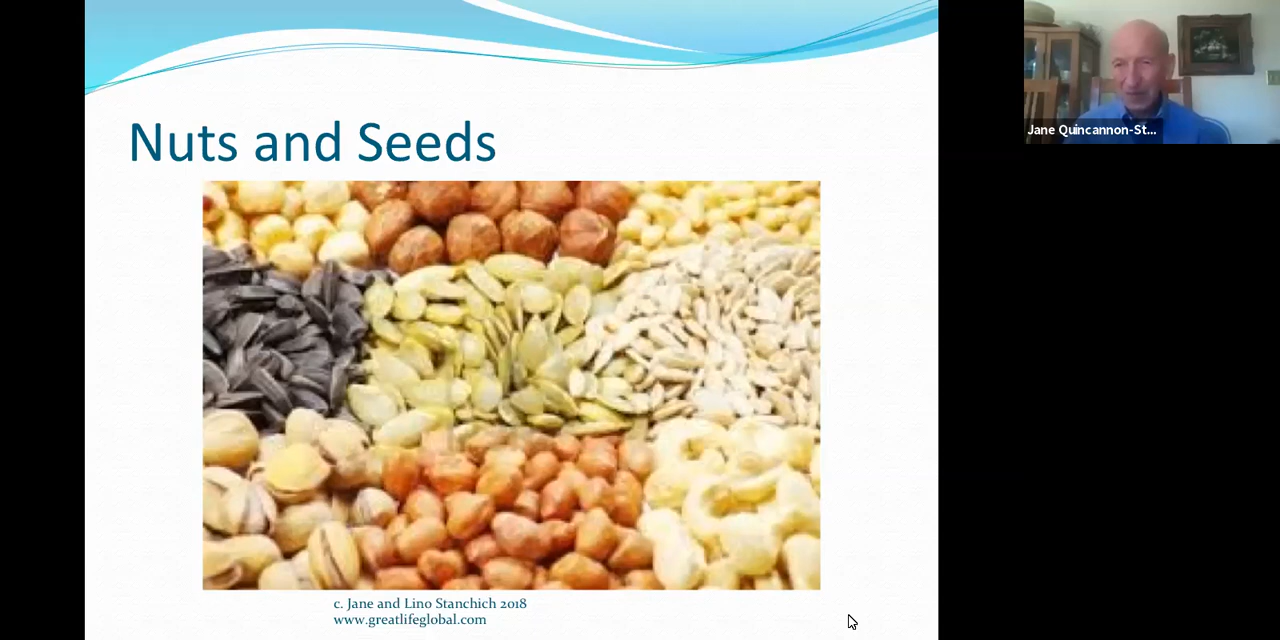 Nuts and Seeds
Jane Quincannon-St...
c. Jane and Lino Stanchich 2018
www.greatlifeglobal.com